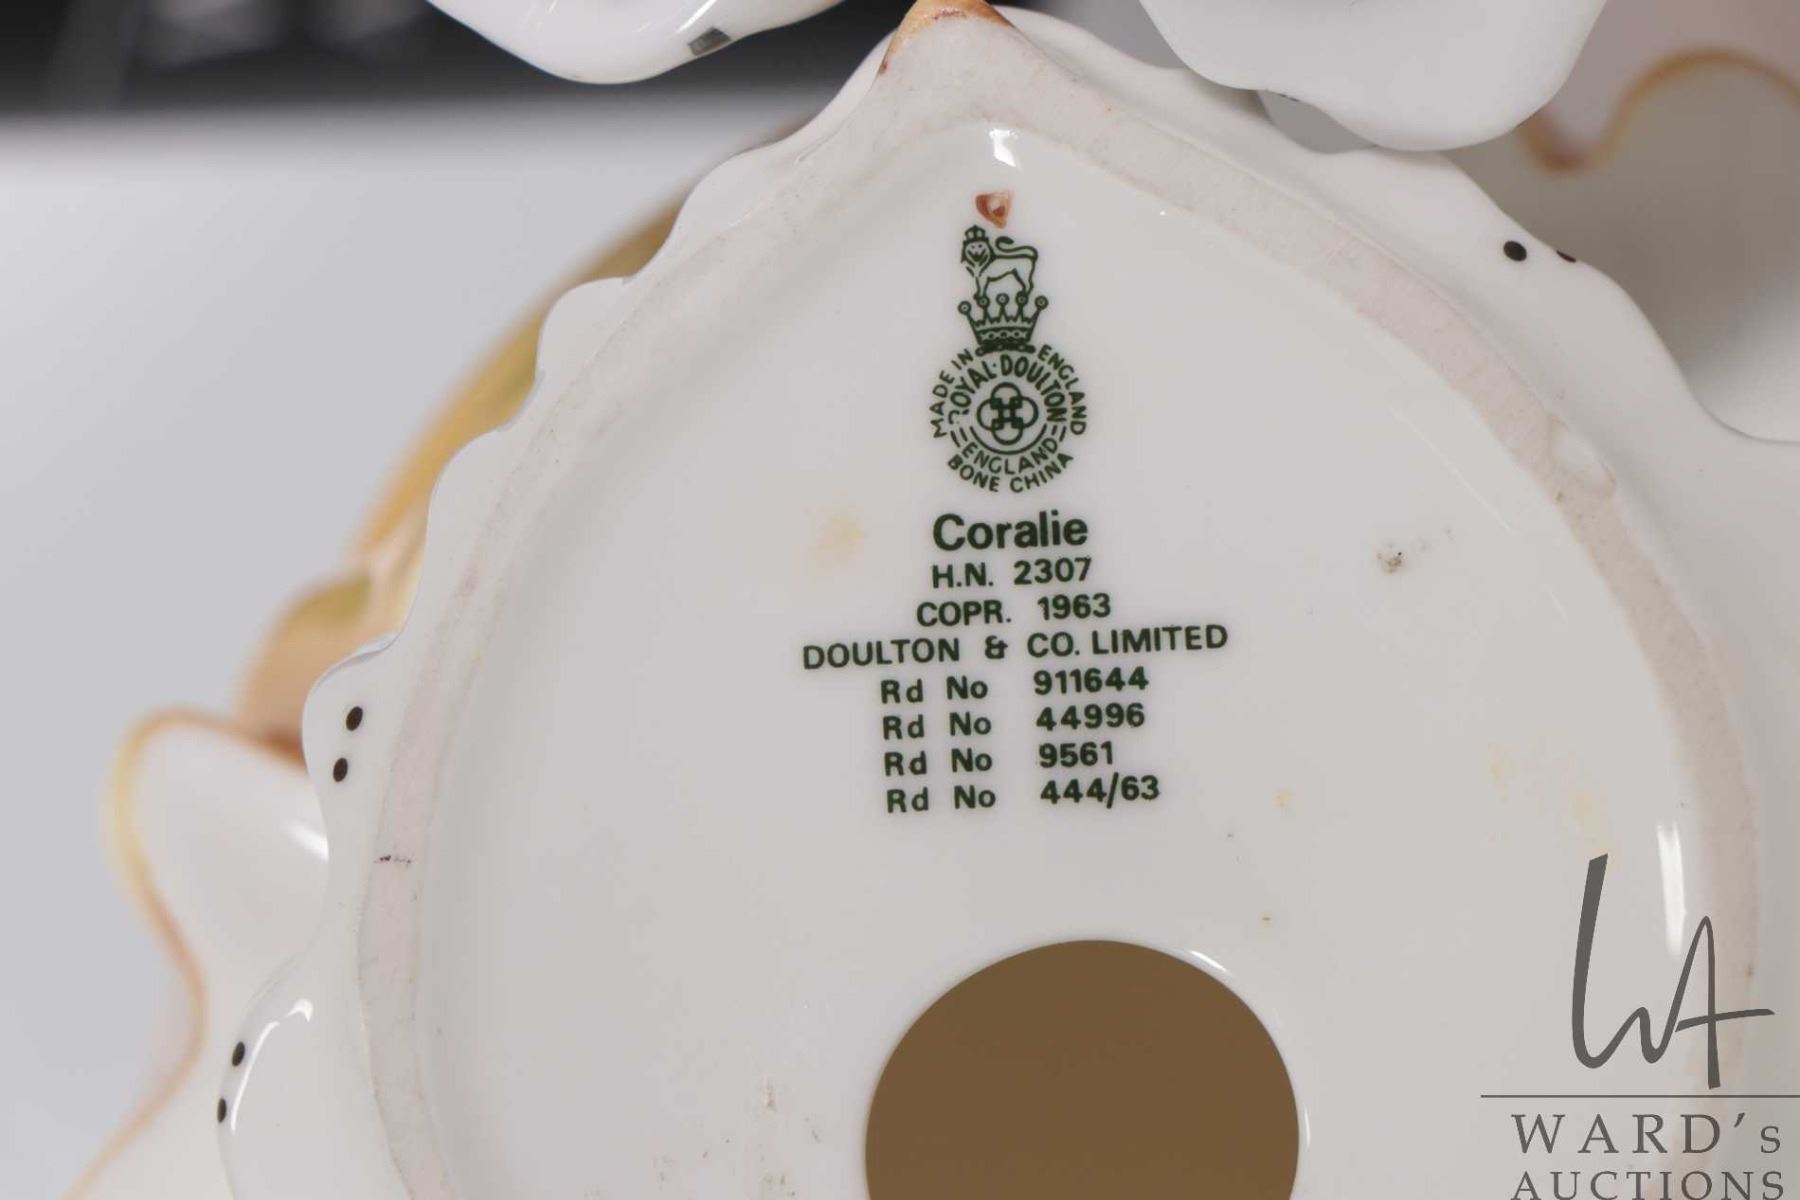 MADE IN ENGLAND
ROYAL·DOULTON
ENGLAND
BONE CHINA
Coralie
H.N. 2307
COPR. 1963
DOULTON & CO. LIMITED
Rd No 911644
Rd No 44996
Rd No 9561
Rd No 444/63
WA
WARD's
AUCTIONS